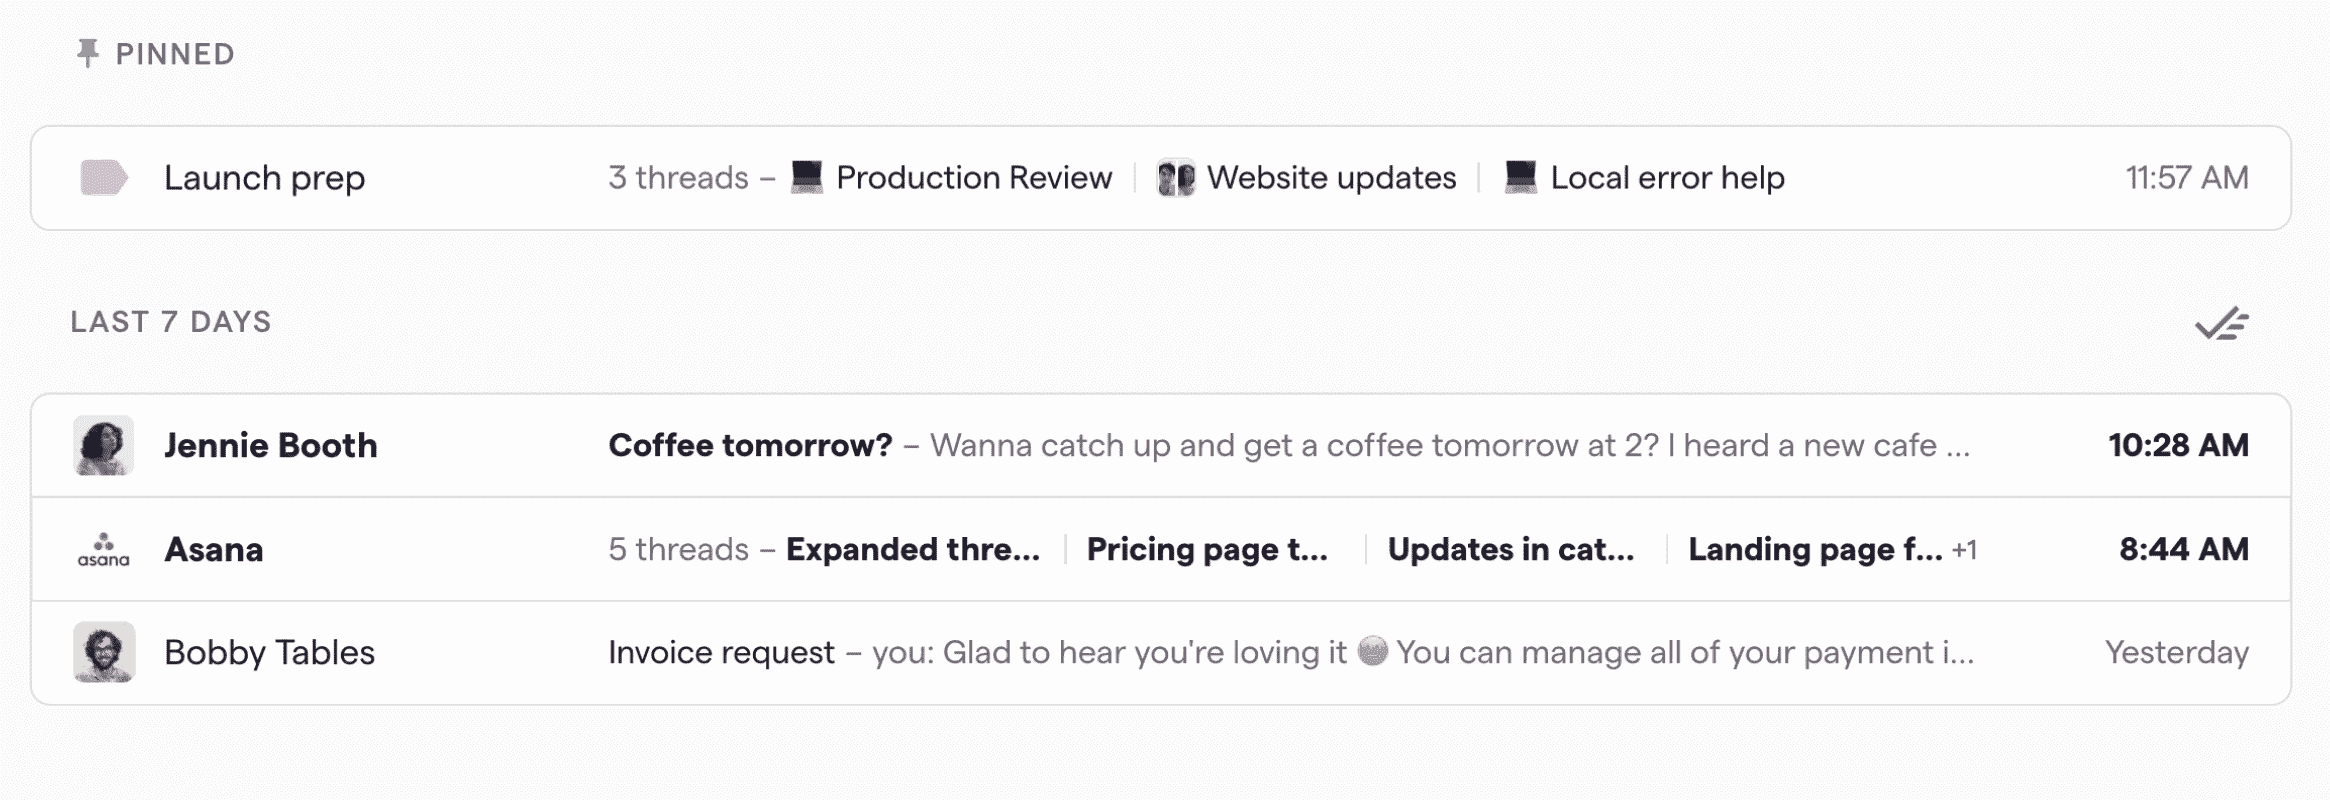 PINNED
Launch prep 3 threads – Production Review Website updates Local error help 11:57 AM
LAST 7 DAYS
Jennie Booth Coffee tomorrow? – Wanna catch up and get a coffee tomorrow at 2? I heard a new cafe ... 10:28 AM
asana Asana 5 threads – Expanded thre... Pricing page t... Updates in cat... Landing page f... +1 8:44 AM
Bobby Tables Invoice request – you: Glad to hear you're loving it You can manage all of your payment i... Yesterday